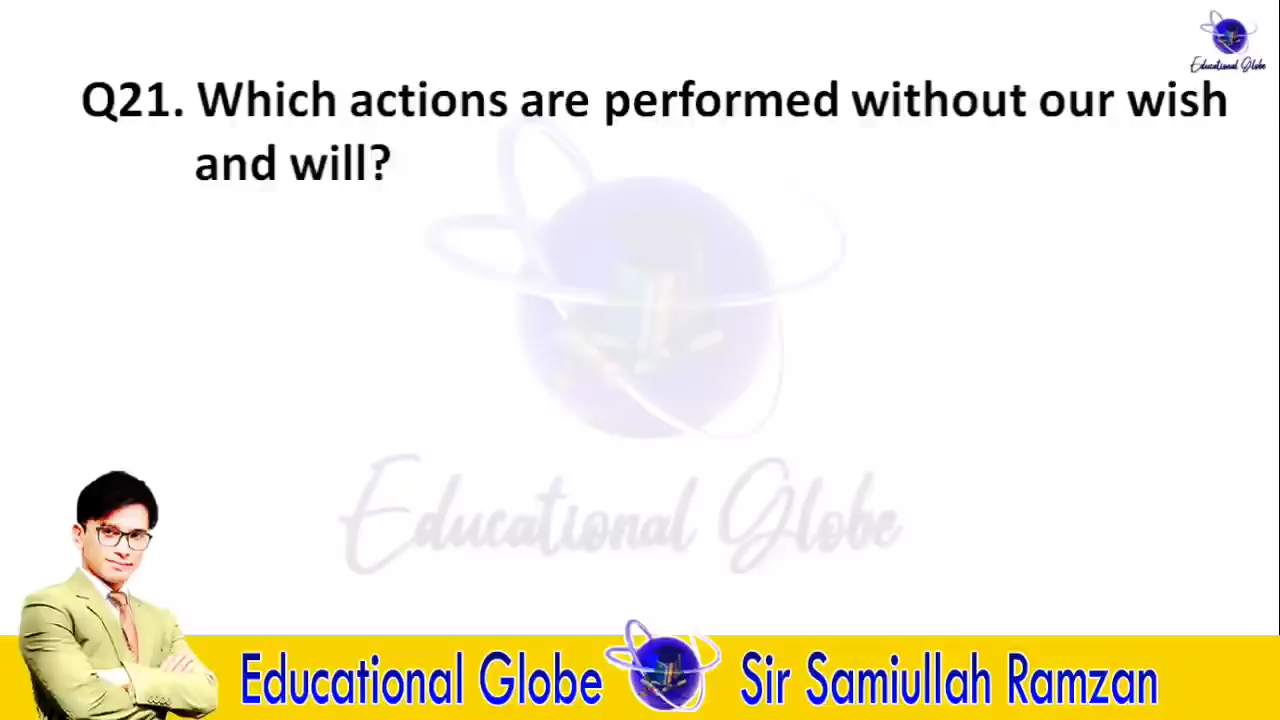 Educational Globe
Q21. Which actions are performed without our wish
and will?
Educational Globe
Educational Globe Sir Samiullah Ramzan